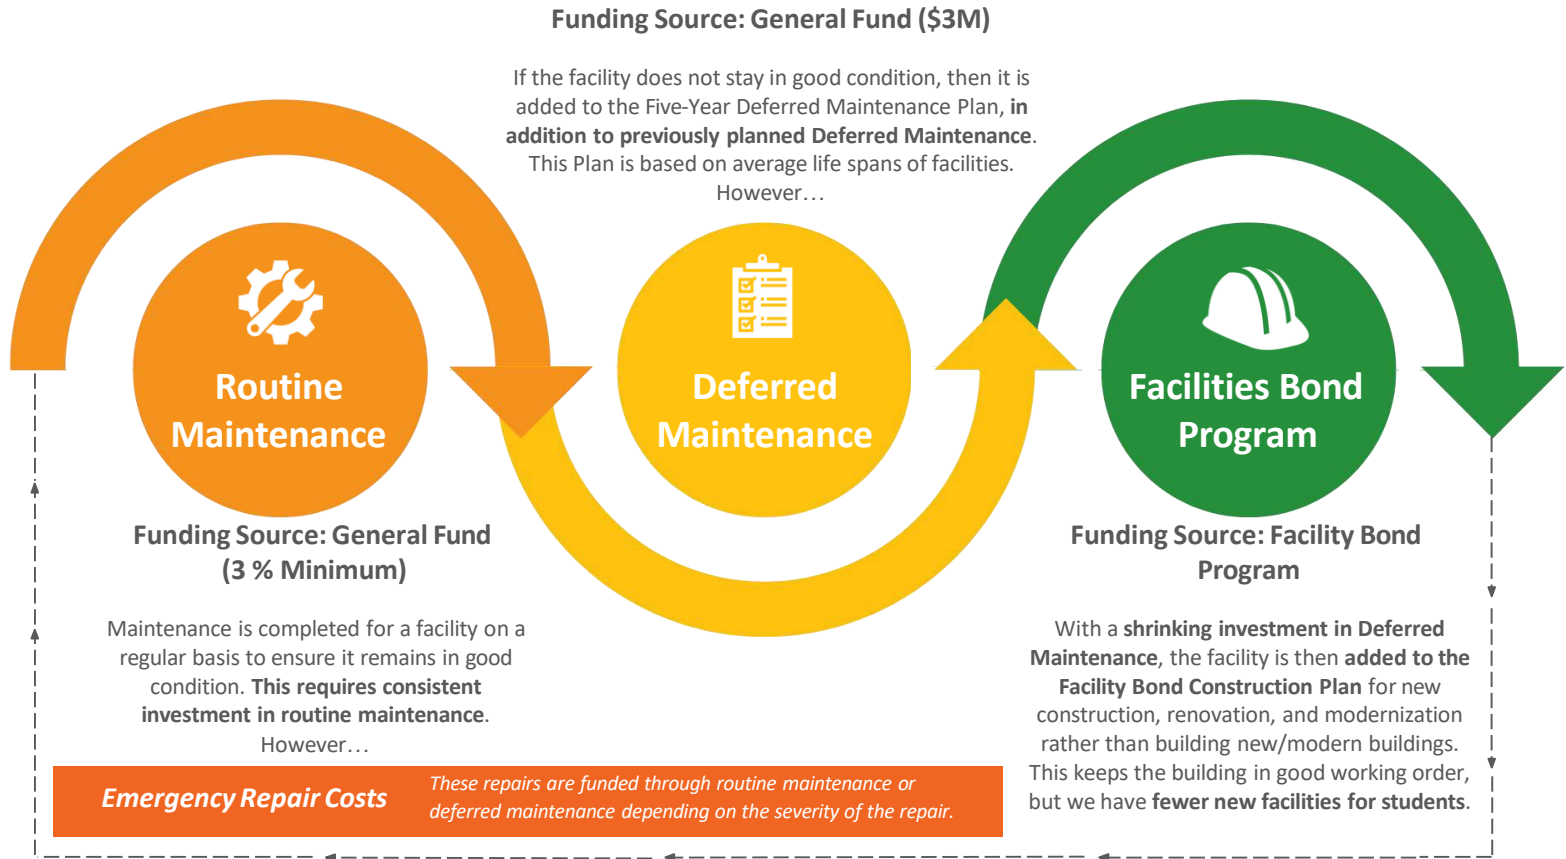 Funding Source: General Fund ($3M)
If the facility does not stay in good condition, then it is
added to the Five-Year Deferred Maintenance Plan, in
addition to previously planned Deferred Maintenance.
This Plan is based on average life spans of facilities.
However…
Routine
Maintenance
Deferred
Maintenance
Facilities Bond
Program
Funding Source: General Fund
(3 % Minimum)
Maintenance is completed for a facility on a
regular basis to ensure it remains in good
condition. This requires consistent
investment in routine maintenance.
However…
Funding Source: Facility Bond
Program
With a shrinking investment in Deferred
Maintenance, the facility is then added to the
Facility Bond Construction Plan for new
construction, renovation, and modernization
rather than building new/modern buildings.
This keeps the building in good working order,
but we have fewer new facilities for students.
Emergency Repair Costs
These repairs are funded through routine maintenance or
deferred maintenance depending on the severity of the repair.